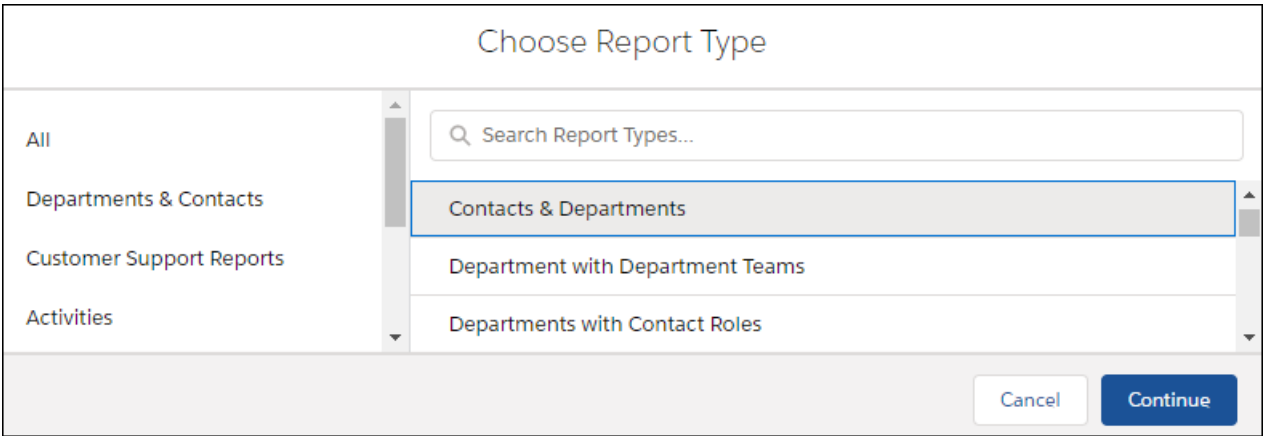 Choose Report Type
All
Departments & Contacts
Customer Support Reports
Activities
Search Report Types...
Contacts & Departments
Department with Department Teams
Departments with Contact Roles
Cancel
Continue